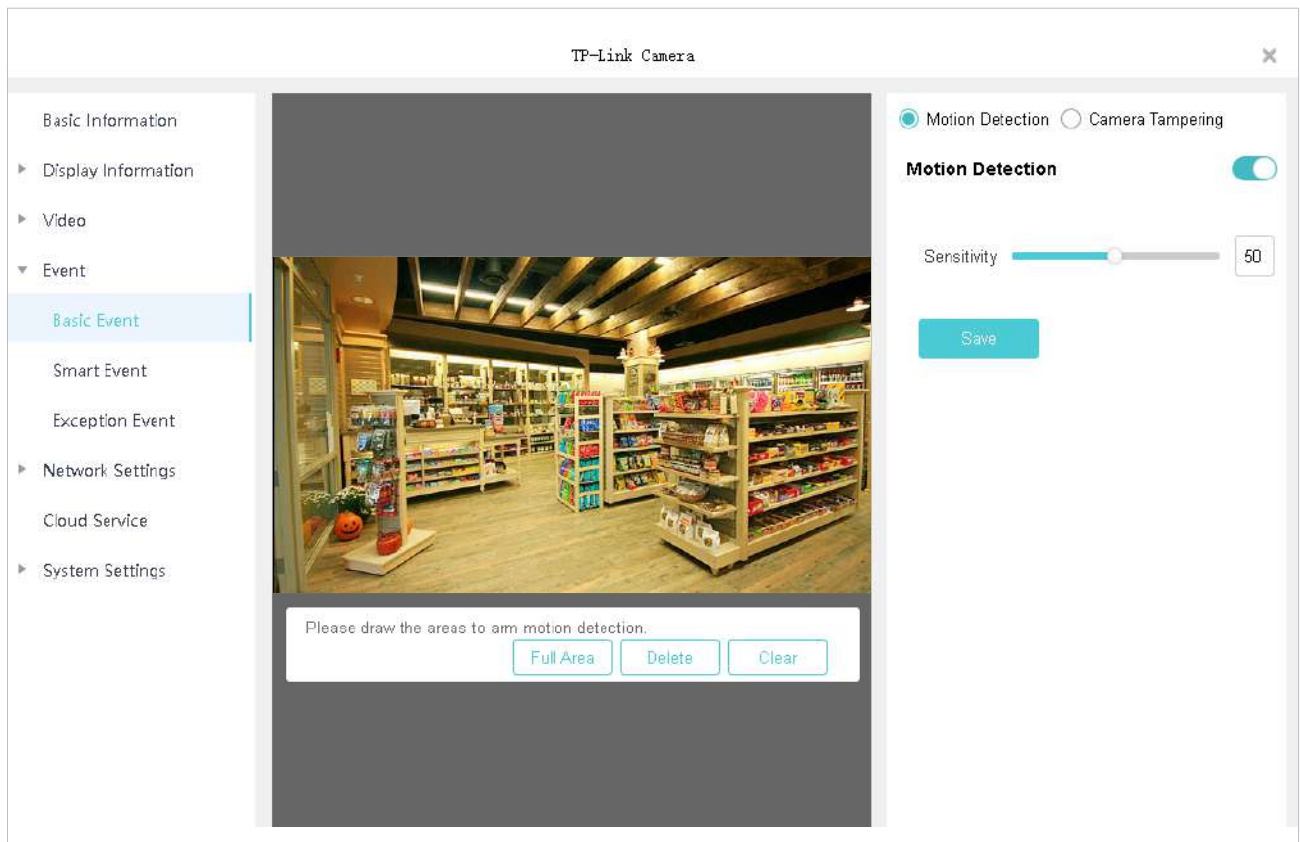 TP-Link Camera
Basic Information
Display Information
Video
Event
Basic Event
Smart Event
Exception Event
Network Settings
Cloud Service
System Settings
Please draw the areas to arm motion detection.
Full Area Delete Clear
Motion Detection Camera Tampering
Motion Detection
Sensitivity 50
Save